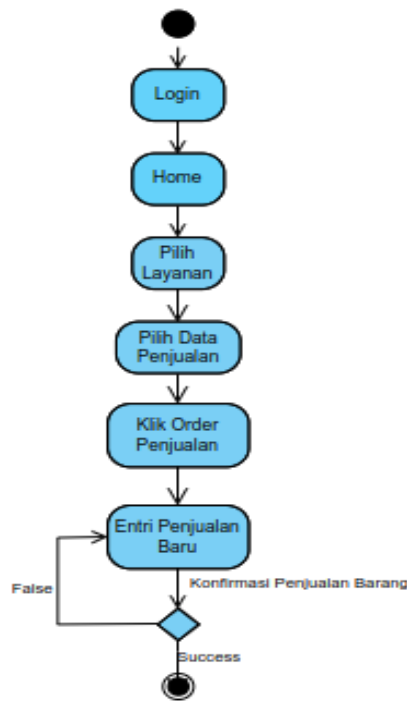 Login
Home
Pilih
Layanan
Pilih Data
Penjualan
Klik Order
Penjualan
Entri Penjualan
Baru
Konfirmasi Penjualan Barang
False
Success